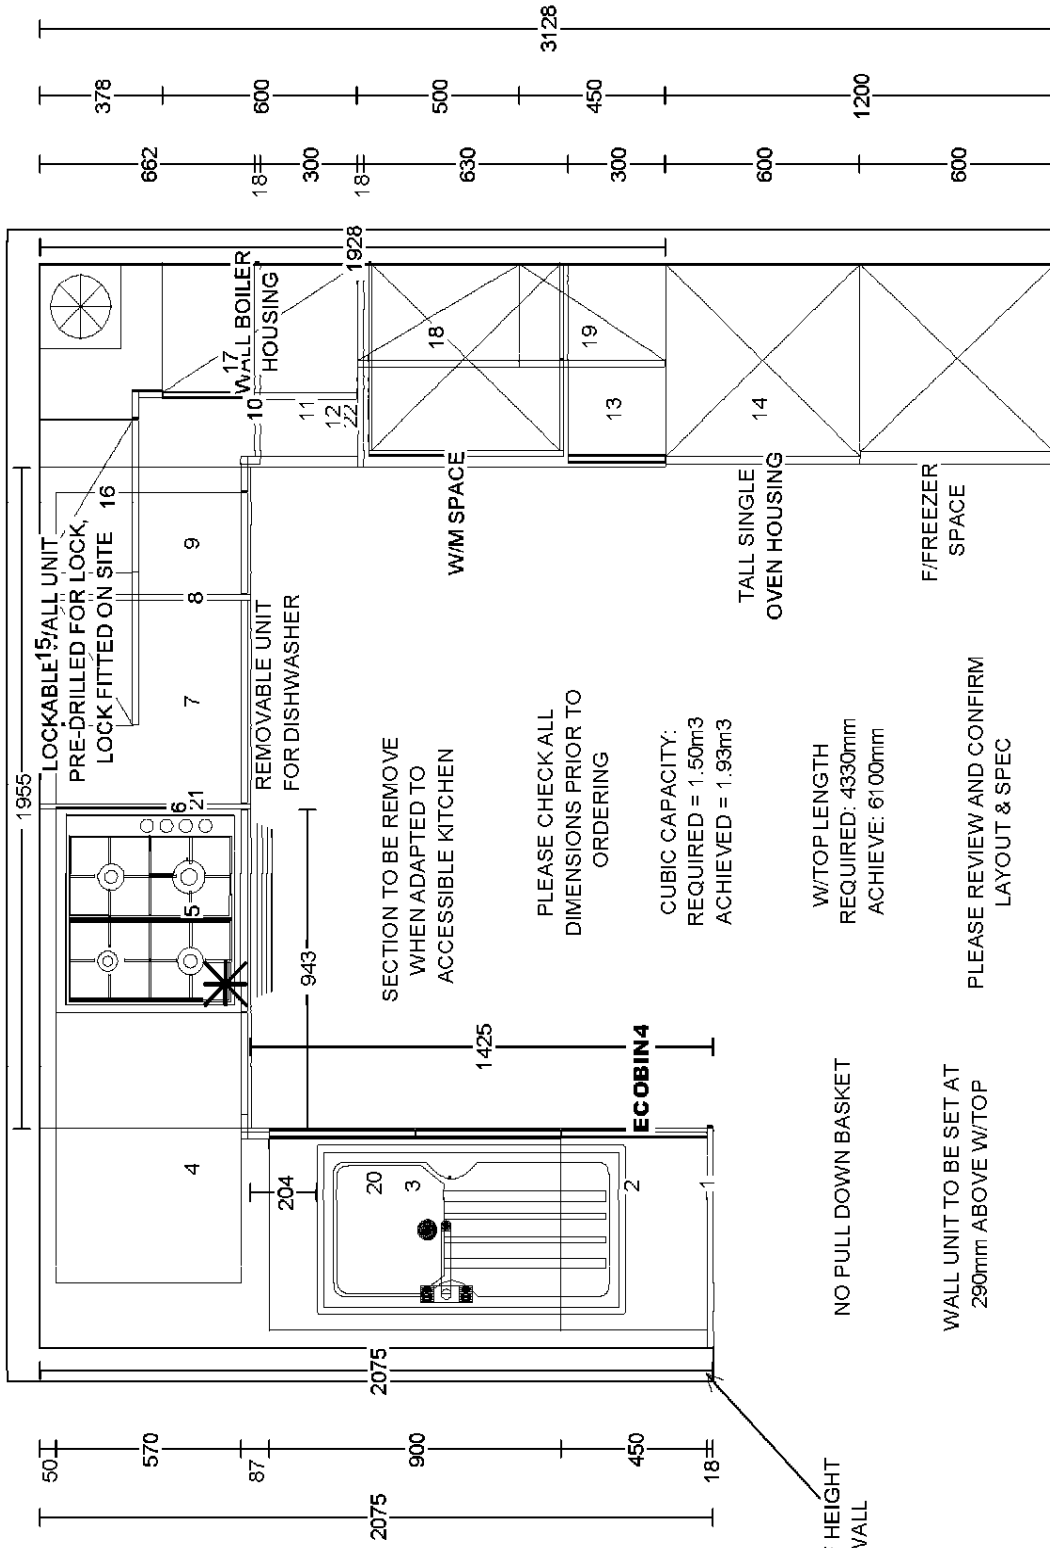 3128
378
600
500
450
1200
662
18
300
18
630
300
600
600
1928
17
WALL BOILER
HOUSING
10
11
12
22
18
19
13
14
W/M SPACE
TALL SINGLE
OVEN HOUSING
F/FREEZER
SPACE
16
LOCKABLE WALL UNIT
15
PRE-DRILLED FOR LOCK,
LOCK FITTED ON SITE
9
8
7
REMOVABLE UNIT
FOR DISHWASHER
1955
6
21
5
943
SECTION TO BE REMOVE
WHEN ADAPTED TO
ACCESSIBLE KITCHEN
PLEASE CHECK ALL
DIMENSIONS PRIOR TO
ORDERING
CUBIC CAPACITY:
REQUIRED = 1.50m3
ACHIEVED = 1.93m3
W/TOP LENGTH
REQUIRED: 4330mm
ACHIEVE: 6100mm
PLEASE REVIEW AND CONFIRM
LAYOUT & SPEC
1425
ECOBIN4
4
204
20
3
2
1
NO PULL DOWN BASKET
WALL UNIT TO BE SET AT
290mm ABOVE W/TOP
2075
50
570
87
900
450
18
2075
HEIGHT
WALL